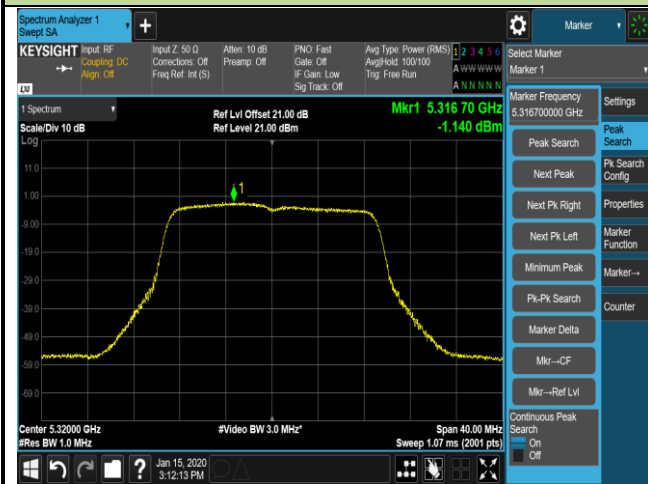 Spectrum Analyzer 1
Swept SA
+
Marker
KEYSIGHT
Input: RF
Coupling: DC
Align: Off
Input Z: 50 Ω
Corrections: Off
Freq Ref: Int (S)
Atten: 10 dB
Preamp: Off
PNO: Fast
Gate: Off
IF Gain: Low
Sig Track: Off
Avg Type: Power (RMS)
Avg|Hold: 100/100
Trig: Free Run
1 2 3 4 5 6
A W W W W W
A N N N N N
LXI
Select Marker
Marker 1
1 Spectrum
Scale/Div 10 dB
Log
Ref Lvl Offset 21.00 dB
Ref Level 21.00 dBm
Mkr1 5.316 70 GHz
-1.140 dBm
11.0
1.00
-9.00
-19.0
-29.0
-39.0
-49.0
-59.0
-69.0
1
Center 5.32000 GHz
#Res BW 1.0 MHz
#Video BW 3.0 MHz*
Span 40.00 MHz
Sweep 1.07 ms (2001 pts)
Marker Frequency
5.316700000 GHz
Peak Search
Next Peak
Next Pk Right
Next Pk Left
Minimum Peak
Pk-Pk Search
Marker Delta
Mkr→CF
Mkr→Ref Lvl
Continuous Peak
Search
On
Off
Settings
Peak
Search
Pk Search
Config
Properties
Marker
Function
Marker→
Counter
?
Jan 15, 2020
3:12:13 PM